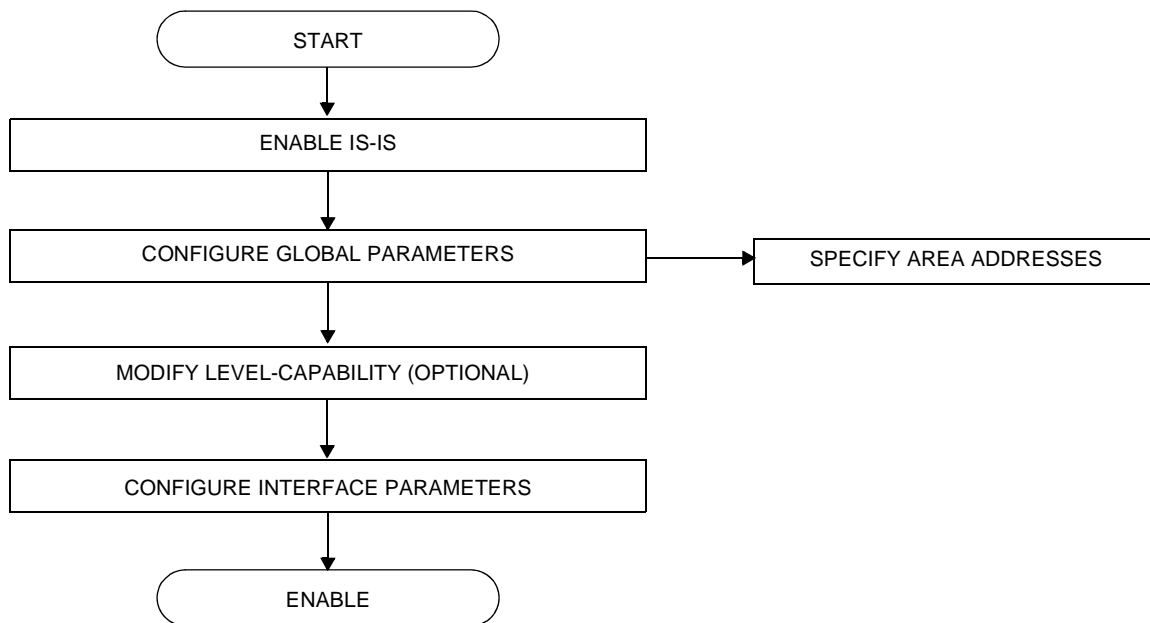 START
ENABLE IS-IS
CONFIGURE GLOBAL PARAMETERS
SPECIFY AREA ADDRESSES
MODIFY LEVEL-CAPABILITY (OPTIONAL)
CONFIGURE INTERFACE PARAMETERS
ENABLE